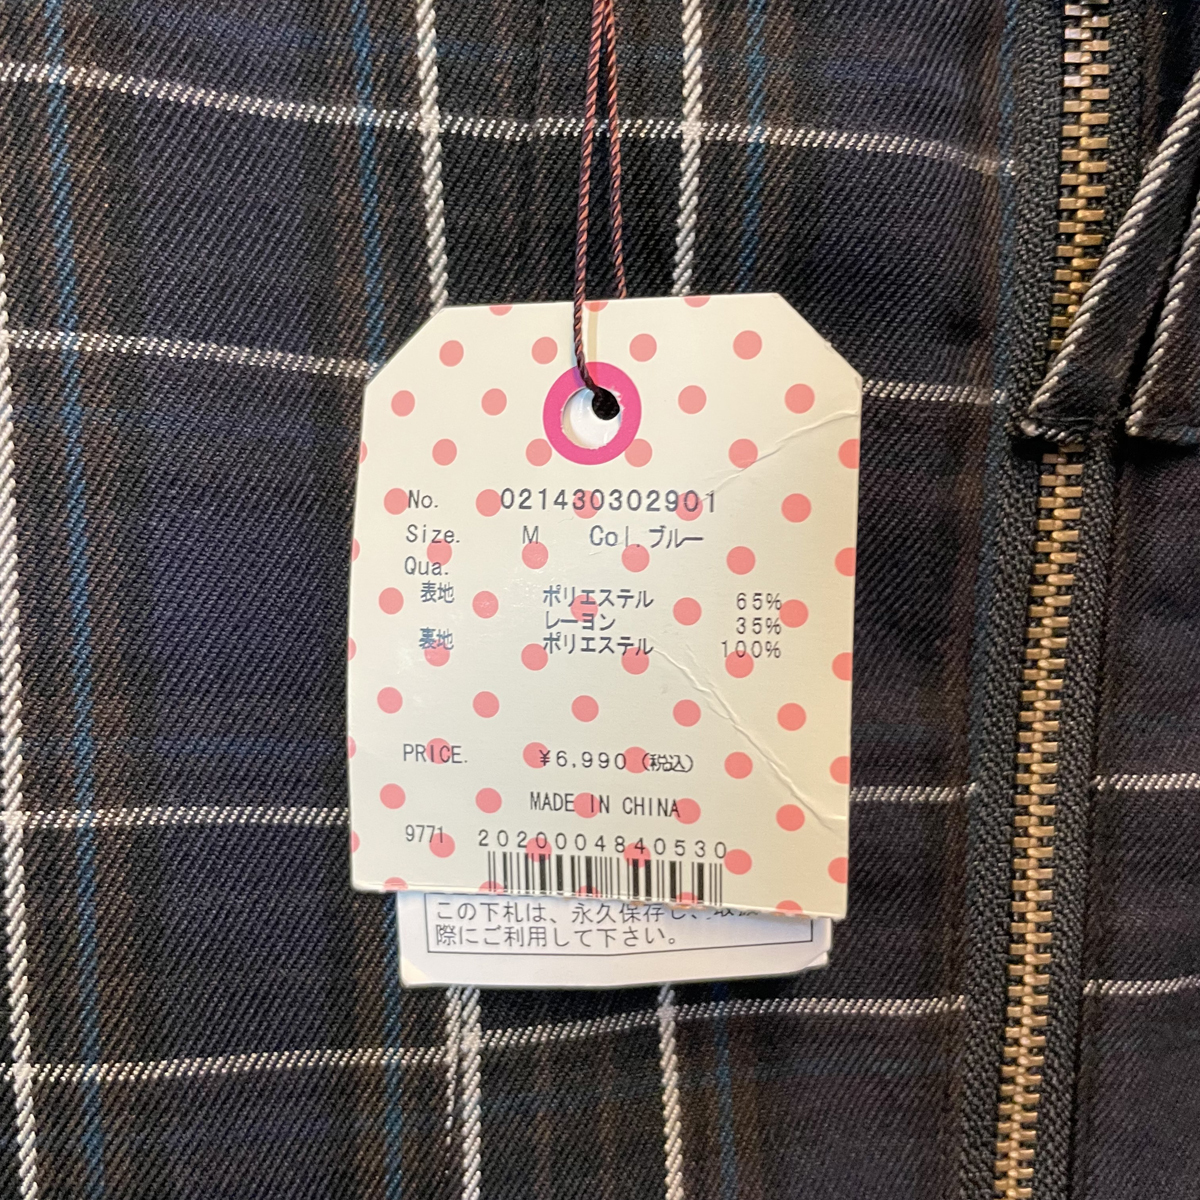 No. 021430302901
Size. M Col.ブルー
Qua.
表地 ポリエステル 65%
レーヨン 35%
裏地 ポリエステル 100%
PRICE. ¥6,990 (税込)
MADE IN CHINA
9771 2020004840530
この下札は、永久保存し、
際にご利用して下さい。